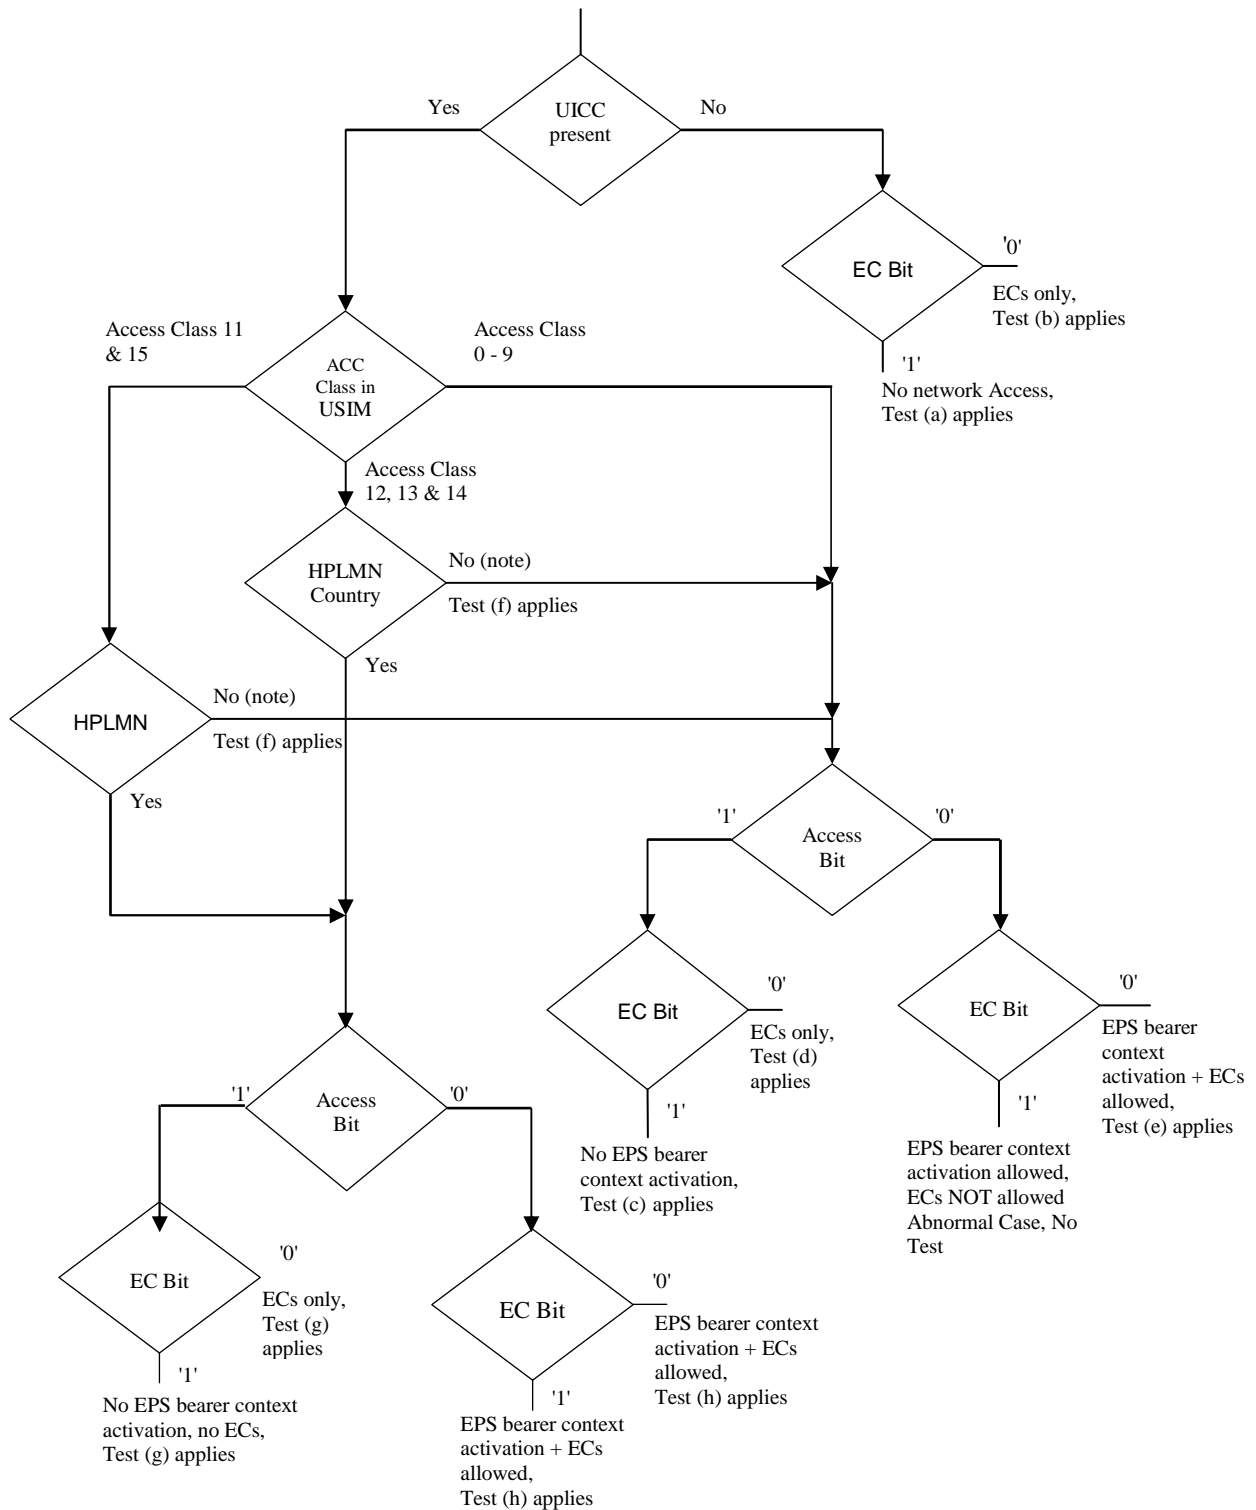 Yes
UICC
present
No
EC Bit
'0'
ECs only,
Test (b) applies
'1'
No network Access,
Test (a) applies
Access Class 11
& 15
ACC
Class in
USIM
Access Class
0 - 9
Access Class
12, 13 & 14
HPLMN
Country
No (note)
Test (f) applies
Yes
HPLMN
No (note)
Test (f) applies
Yes
'1'
Access
Bit
'0'
EC Bit
'0'
ECs only,
Test (d)
applies
'1'
No EPS bearer
context activation,
Test (c) applies
EC Bit
'0'
EPS bearer
context
activation + ECs
allowed,
Test (e) applies
'1'
EPS bearer context
activation allowed,
ECs NOT allowed
Abnormal Case, No
Test
'1'
Access
Bit
'0'
EC Bit
'0'
ECs only,
Test (g)
applies
'1'
No EPS bearer context
activation, no ECs,
Test (g) applies
EC Bit
'0'
EPS bearer context
activation + ECs
allowed,
Test (h) applies
'1'
EPS bearer context
activation + ECs
allowed,
Test (h) applies